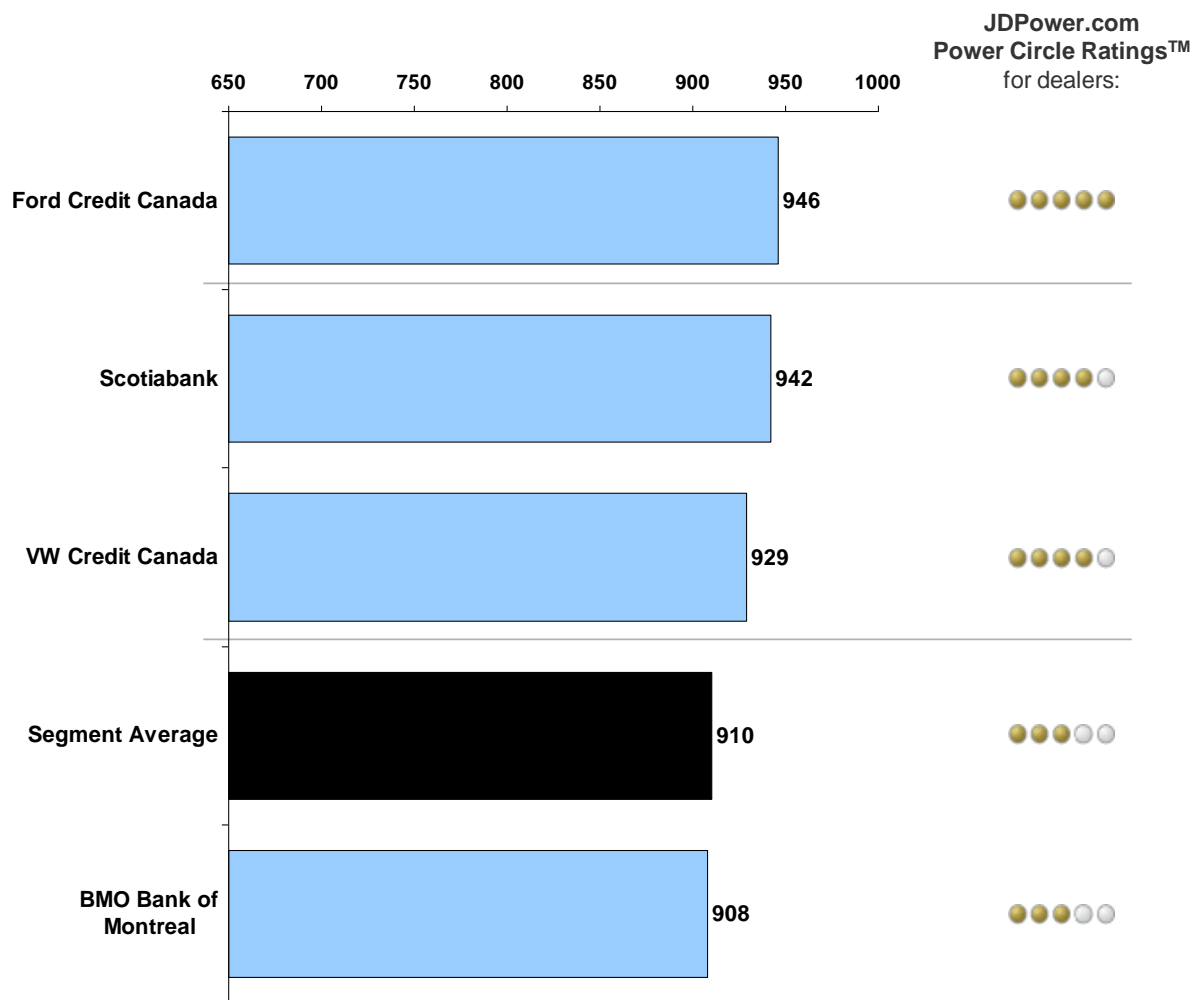 JDPower.com
Power Circle Ratings™
for dealers:
650 700 750 800 850 900 950 1000
Ford Credit Canada 946
Scotiabank 942
VW Credit Canada 929
Segment Average 910
BMO Bank of
Montreal
908